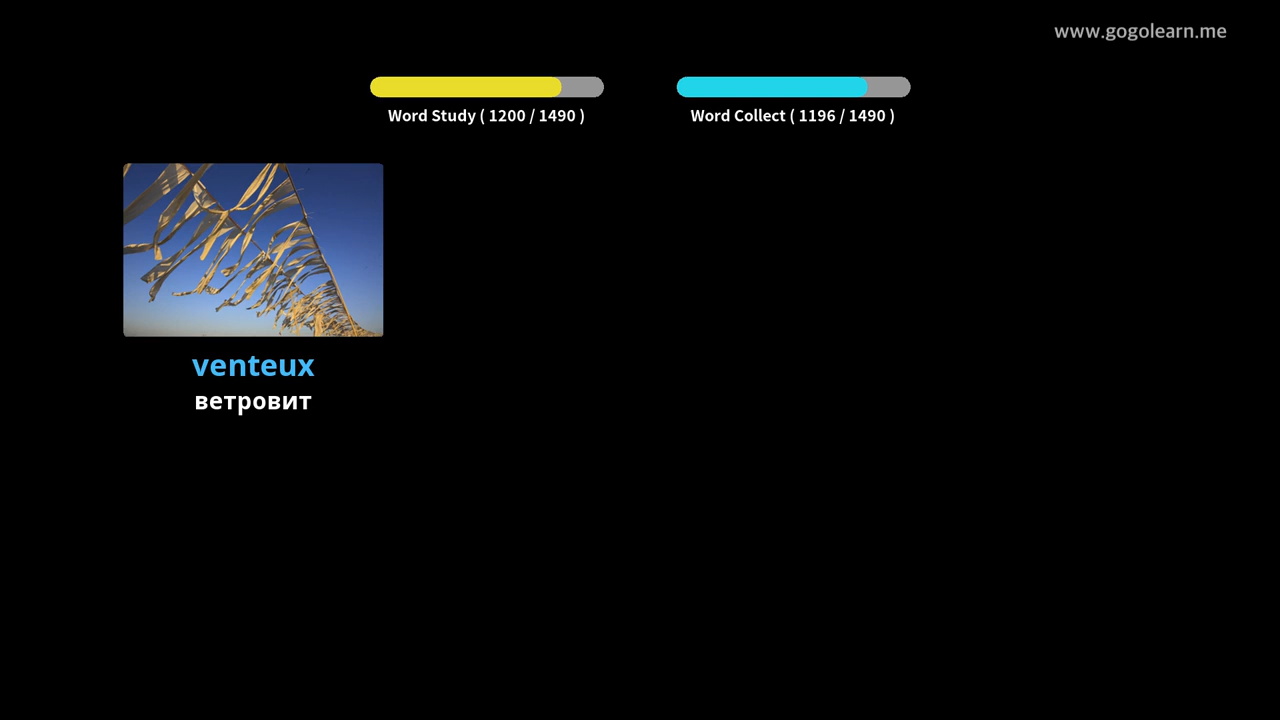 www.gogolearn.me
Word Study ( 1200 / 1490 )
Word Collect ( 1196 / 1490 )
venteux
ветровит